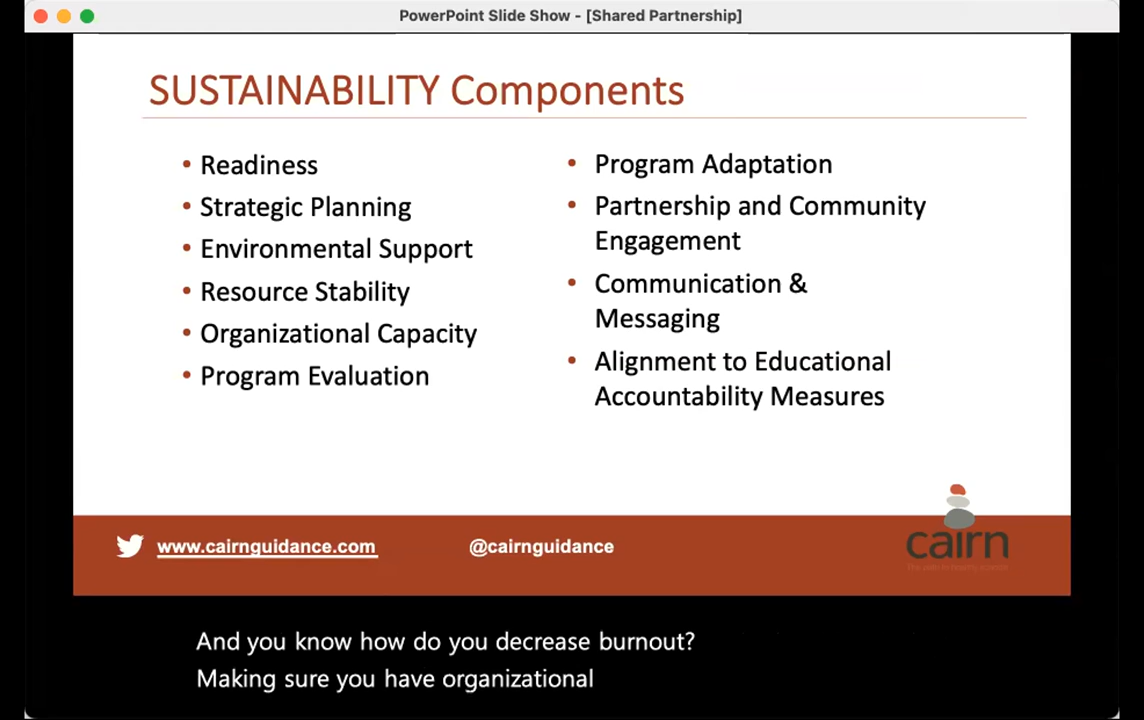 PowerPoint Slide Show - [Shared Partnership]
SUSTAINABILITY Components
• Readiness
• Strategic Planning
• Environmental Support
• Resource Stability
• Organizational Capacity
• Program Evaluation
• Program Adaptation
• Partnership and Community
Engagement
• Communication &
Messaging
• Alignment to Educational
Accountability Measures
www.cairnguidance.com
@cairnguidance
cairn
And you know how do you decrease burnout?
Making sure you have organizational